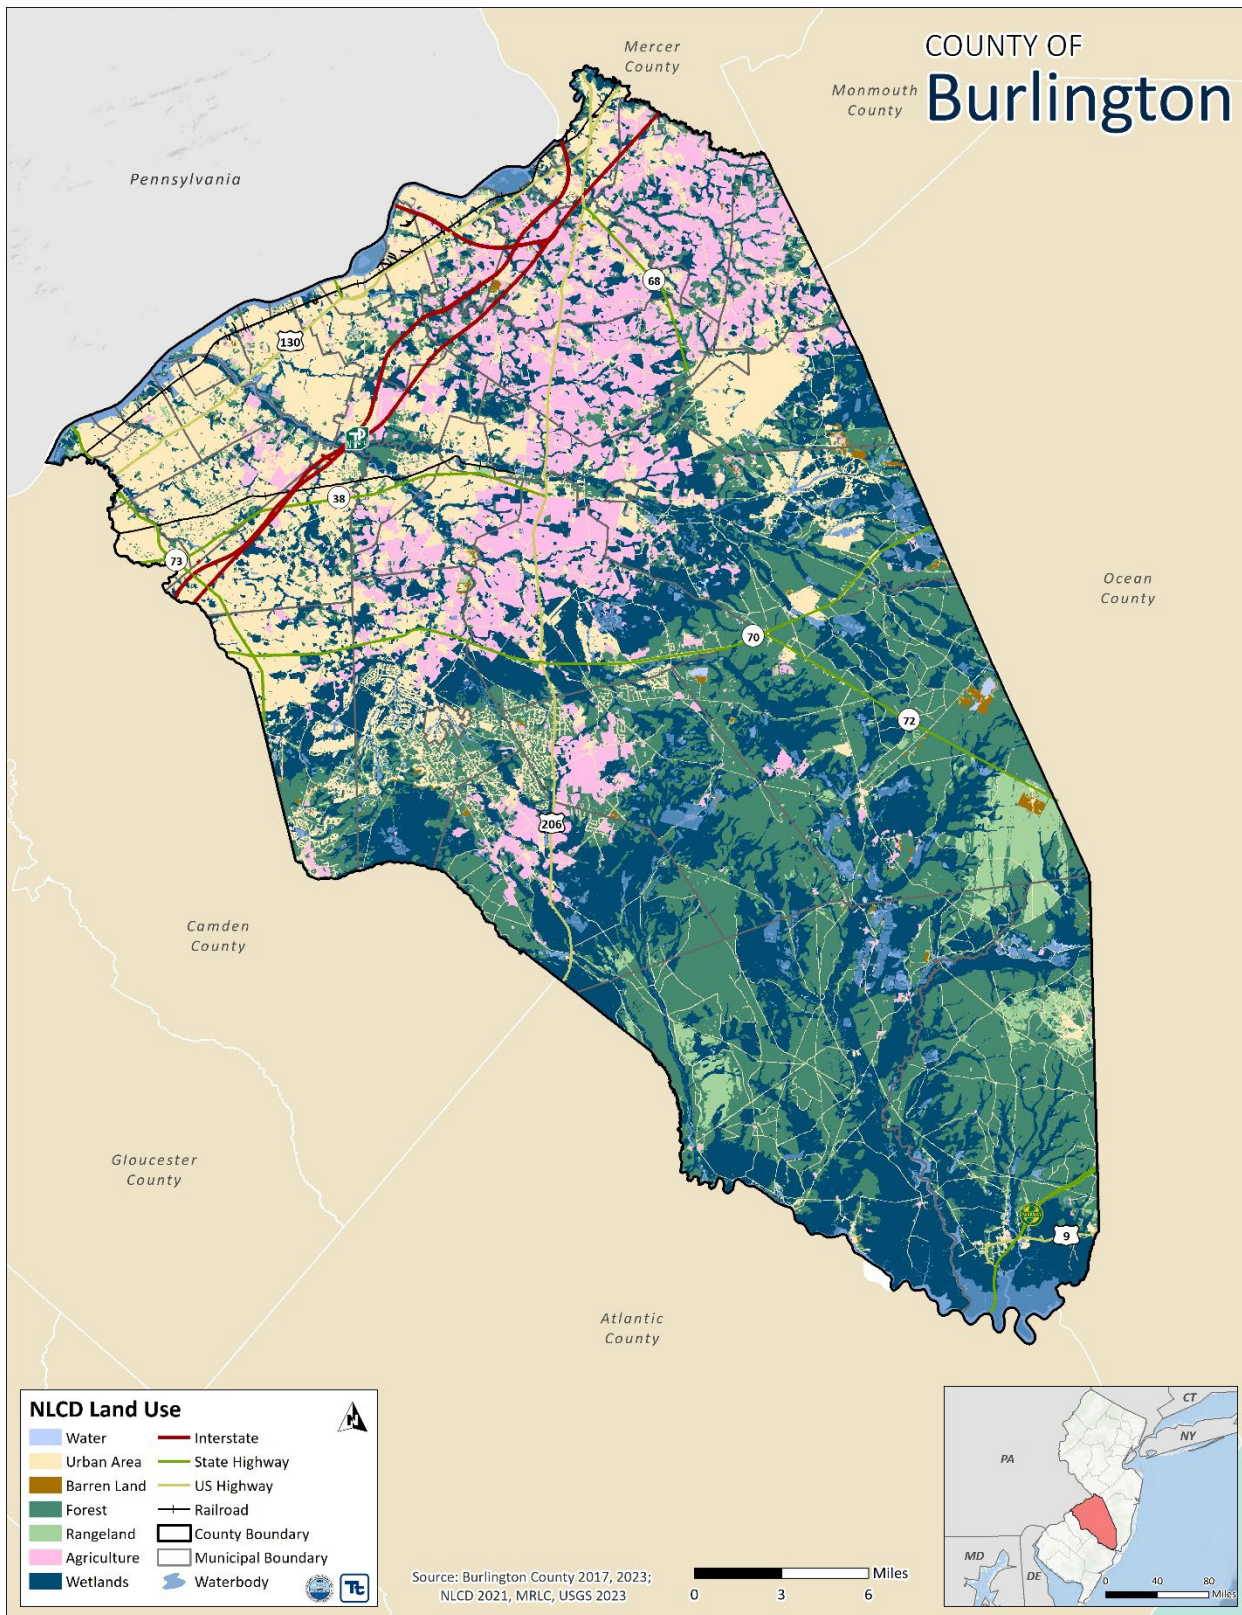 COUNTY OF
Burlington
Mercer
County
Monmouth
County
Pennsylvania
68
130
38
73
70
Ocean
County
72
206
Camden
County
Gloucester
County
9
Atlantic
County
NLCD Land Use
N
Water
Interstate
Urban Area
State Highway
Barren Land
US Highway
Forest
Railroad
Rangeland
County Boundary
Agriculture
Municipal Boundary
Wetlands
Waterbody
Source: Burlington County 2017, 2023;
NLCD 2021, MRLC, USGS 2023
Miles
0 3 6
CT
NY
PA
MD
DE
0 40 80
Miles